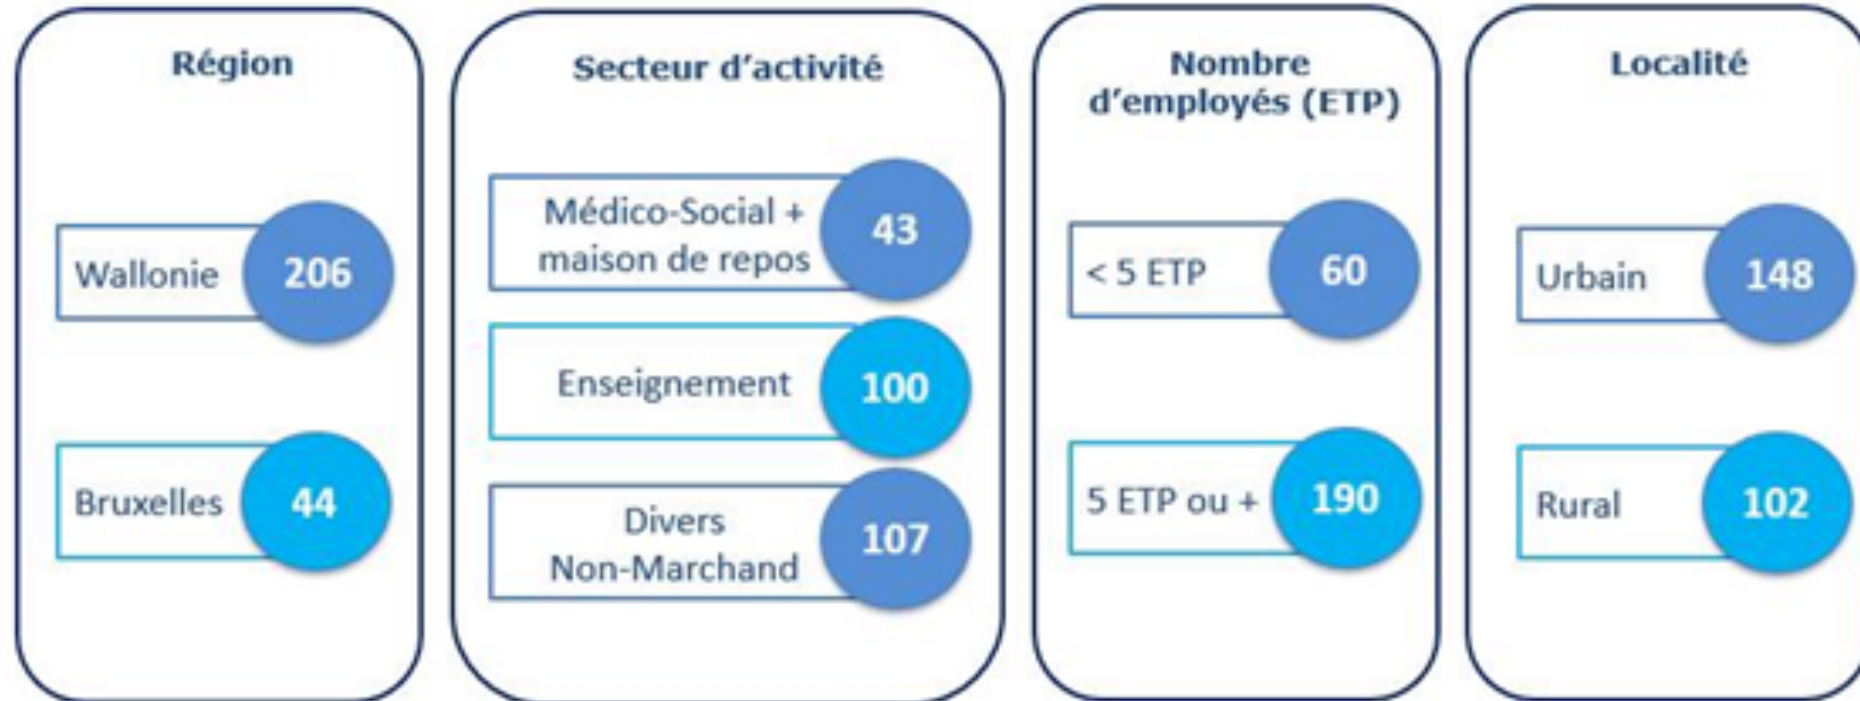 Région
Wallonie
206
Bruxelles
44
Secteur d'activité
Médico-Social +
maison de repos
43
Enseignement
100
Divers
Non-Marchand
107
Nombre
d'employés (ETP)
< 5 ETP
60
5 ETP ou +
190
Localité
Urbain
148
Rural
102